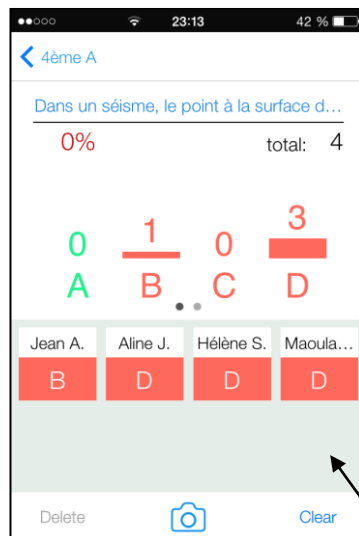 23:13 42 %
4ème A
Dans un séisme, le point à la surface d...
0% total: 4
0 1 0 3
A B C D
Jean A. Aline J. Hélène S. Maoula...
B D D D
Delete Clear